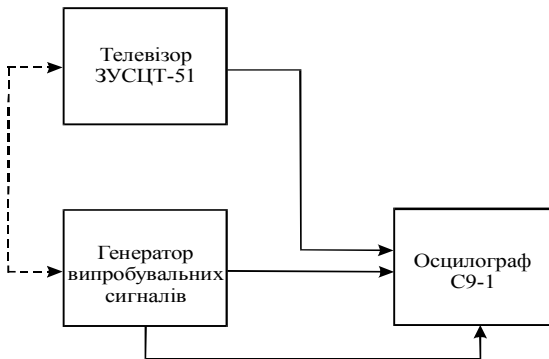 Телевізор
ЗУСЦТ-51
Генератор
випробувальних
сигналів
Осцилограф
С9-1